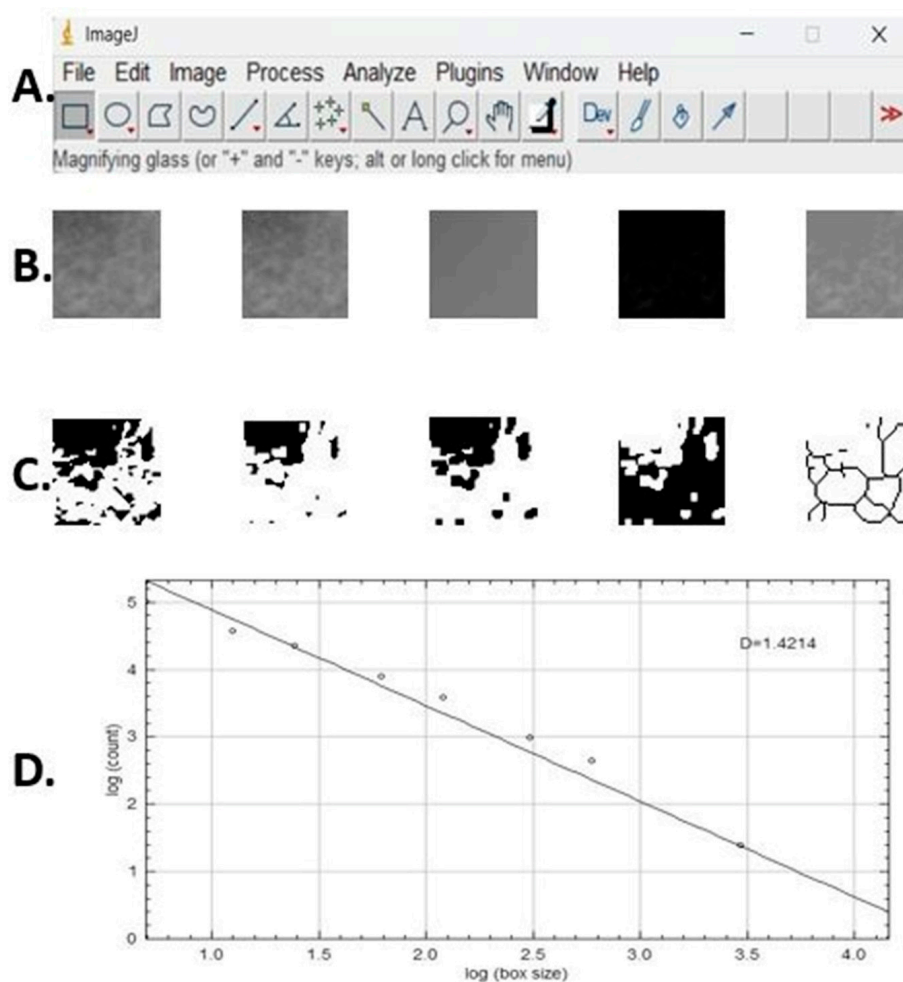 ImageJ
A.
File Edit Image Process Analyze Plugins Window Help
A Dev
Magnifying glass (or "+" and "-" keys; alt or long click for menu)
B.
C.
D.
D=1.4214
log (count)
5
4
3
2
1
0
1.0 1.5 2.0 2.5 3.0 3.5 4.0
log (box size)